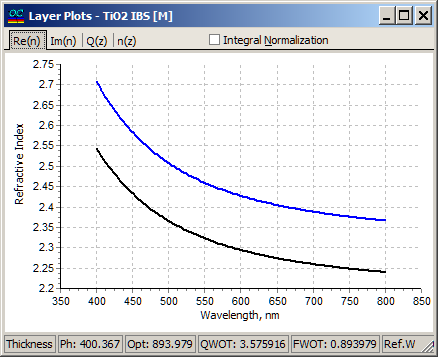 OC Layer Plots - TiO2 IBS [M]
Re(n) Im(n) Q(z) n(z) Integral Normalization
2.75
2.7
2.65
2.6
2.55
2.5
2.45
2.4
2.35
2.3
2.25
2.2
Refractive Index
350 400 450 500 550 600 650 700 750 800 850
Wavelength, nm
Thickness Ph: 400.367 Opt: 893.979 QWOT: 3.575916 FWOT: 0.893979 Ref.W